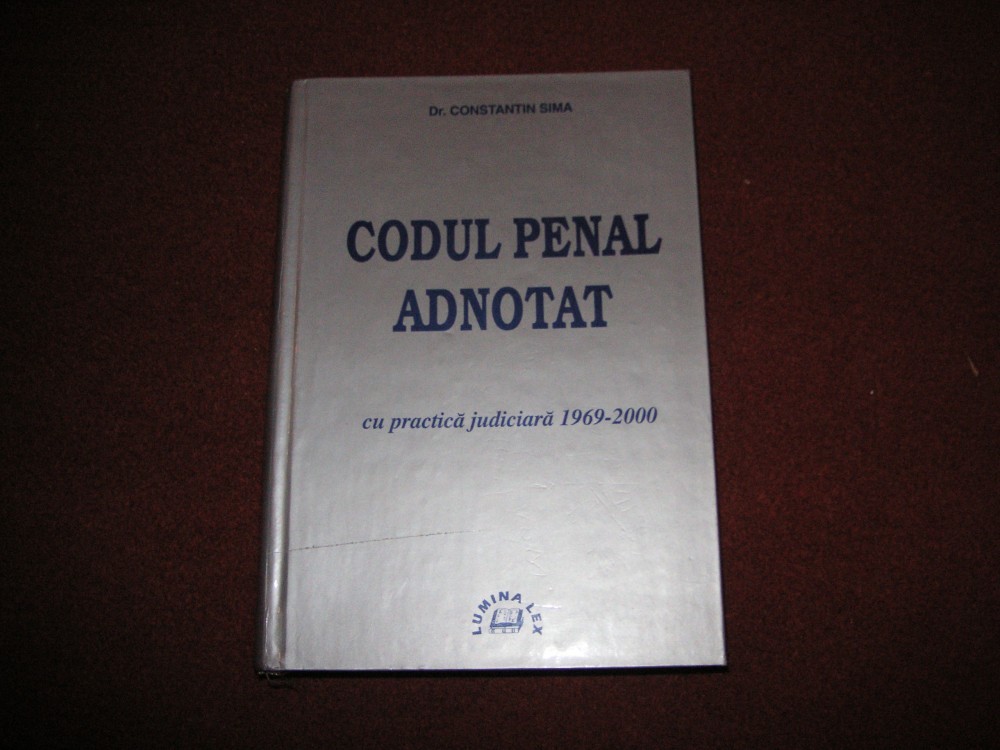 Dr. CONSTANTIN SIMA
CODUL PENAL
ADNOTAT
cu practică judiciară 1969-2000
LUMINA LEX